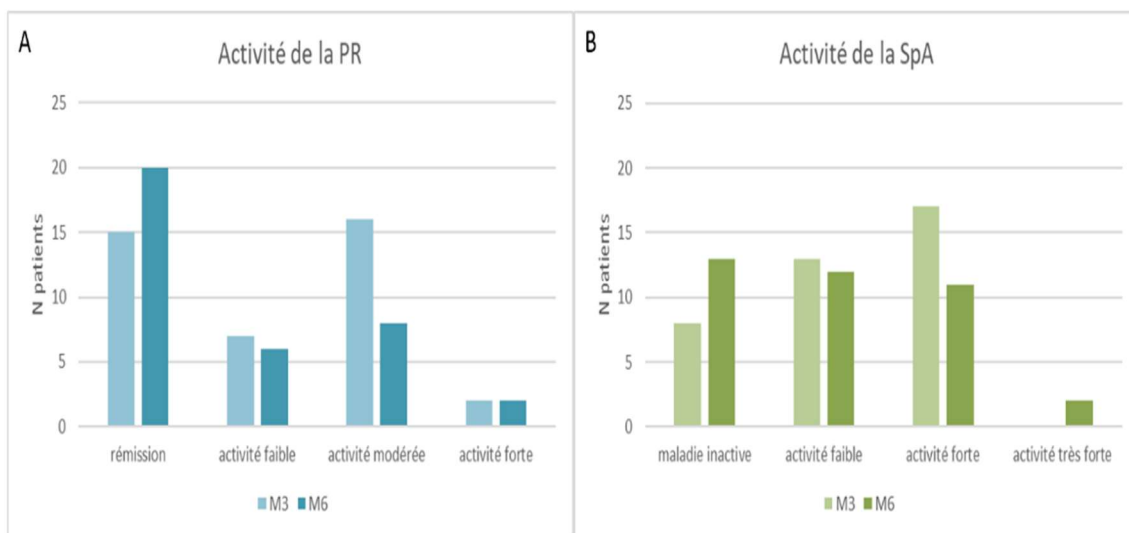 A
Activité de la PR
25
20
15
10
5
0
N patients
rémission
activité faible
activité modérée
activité forte
M3
M6
B
Activité de la SpA
25
20
15
10
5
0
N patients
maladie inactive
activité faible
activité forte
activité très forte
M3
M6